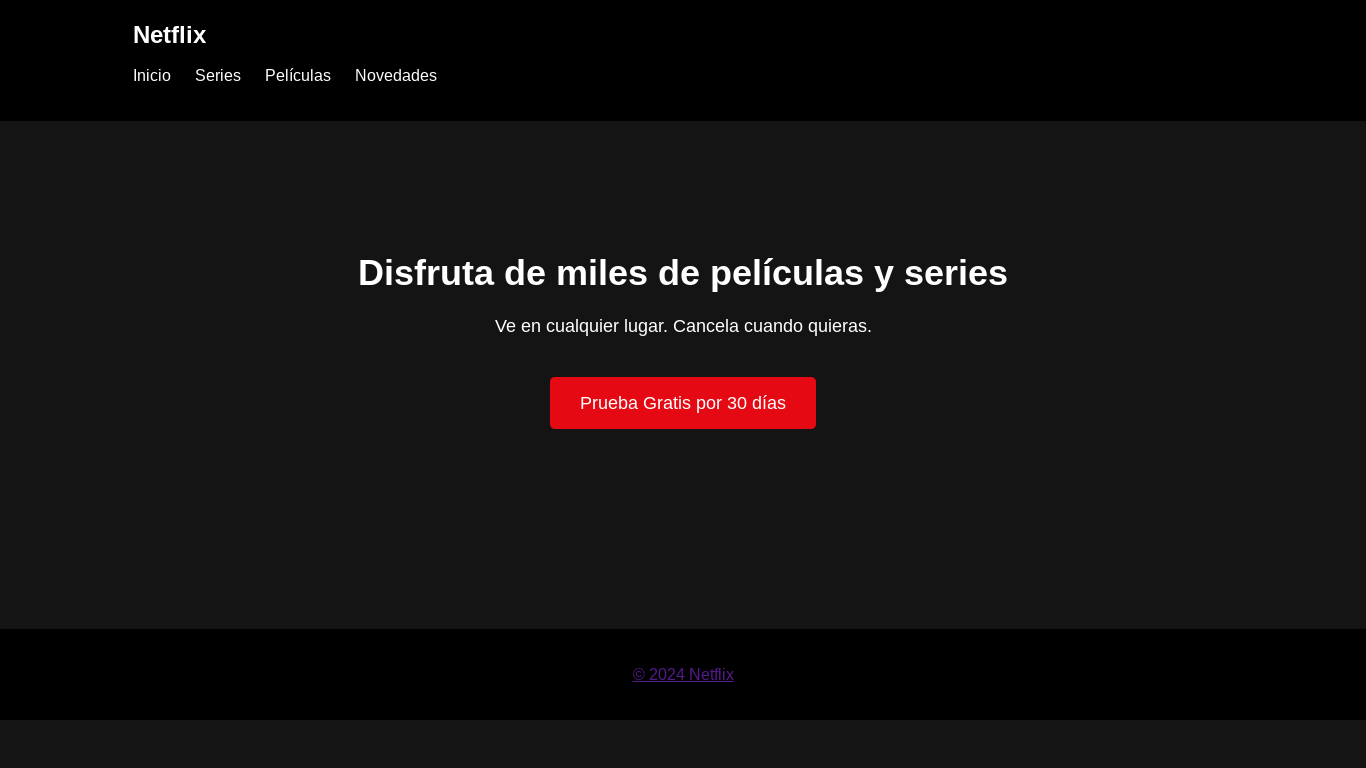 Netflix
Inicio Series Películas Novedades
Disfruta de miles de películas y series
Ve en cualquier lugar. Cancela cuando quieras.
Prueba Gratis por 30 días
© 2024 Netflix